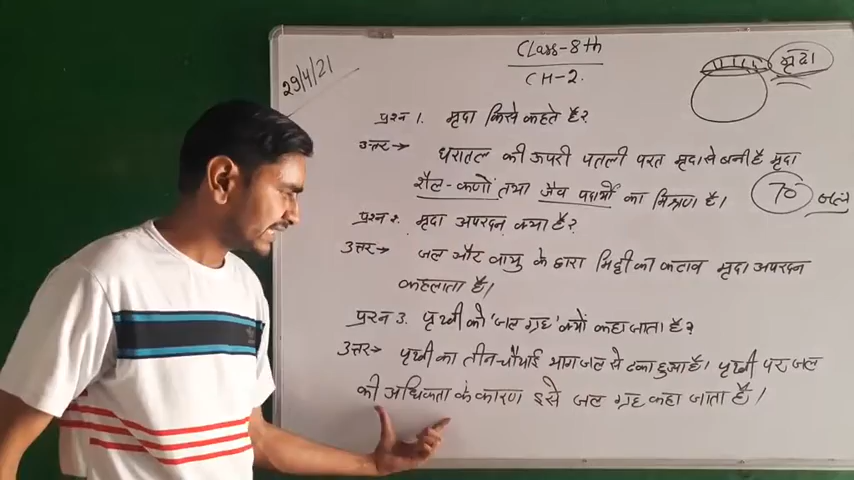 29/4/21
Class-8th
CH-2.
मृदा
प्रश्न 1. मृदा किसे कहते है?
उत्तर→ धरातल की ऊपरी पतली परत मृदा से बनी है मृदा
शैल-कणों तथा जैव पदार्थों का मिश्रण है।
70 जल
प्रश्न 2. मृदा अपरदन क्या है?
उत्तर→ जल और वायु के द्वारा मिट्टी का कटाव मृदा अपरदन
कहलाता है।
प्रश्न 3. पृथ्वी को 'जल ग्रह' क्यों कहा जाता है?
उत्तर→ पृथ्वी का तीन चौथाई भाग जल से ढका हुआ है। पृथ्वी पर जल
की अधिकता के कारण इसे जल ग्रह कहा जाता है।